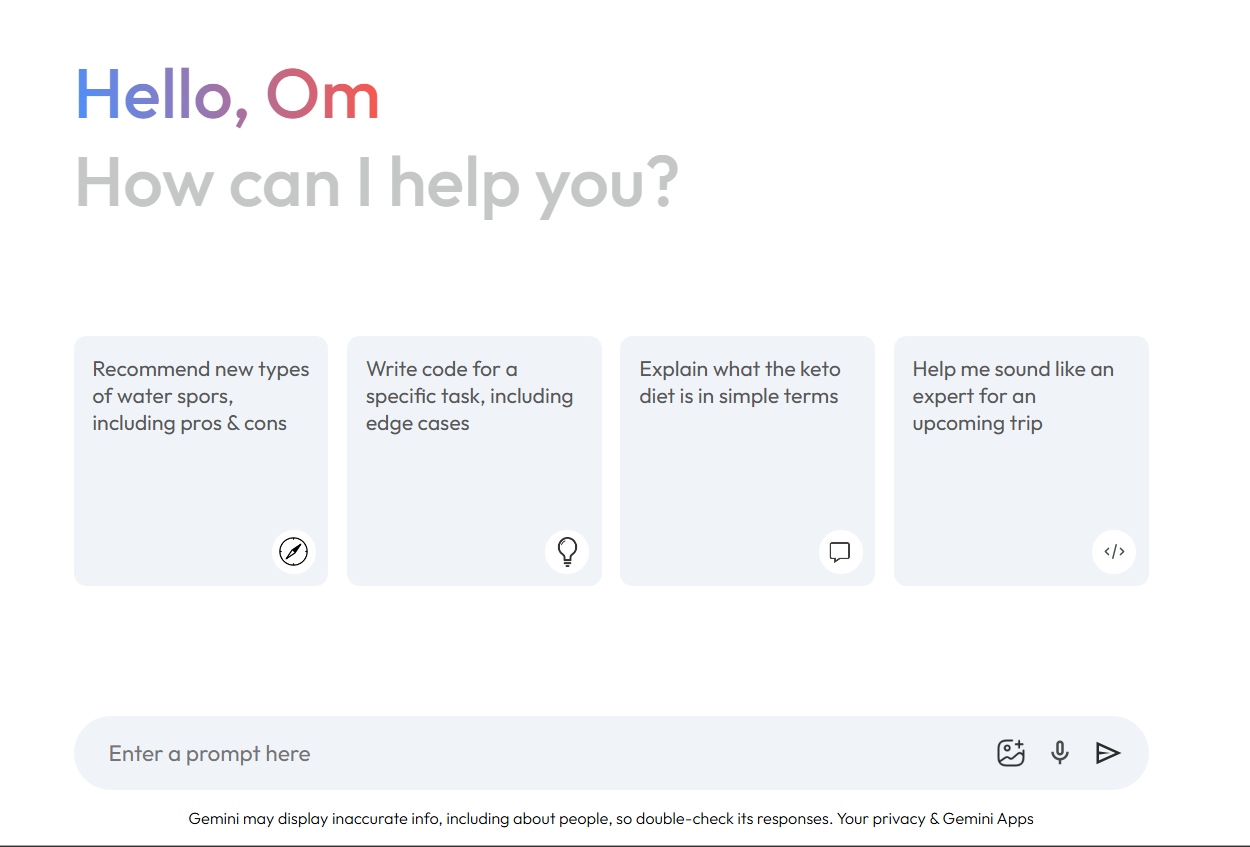 Hello, Om
How can I help you?
Recommend new types
of water spors,
including pros & cons
Write code for a
specific task, including
edge cases
Explain what the keto
diet is in simple terms
Help me sound like an
expert for an
upcoming trip
Enter a prompt here
Gemini may display inaccurate info, including about people, so double-check its responses. Your privacy & Gemini Apps